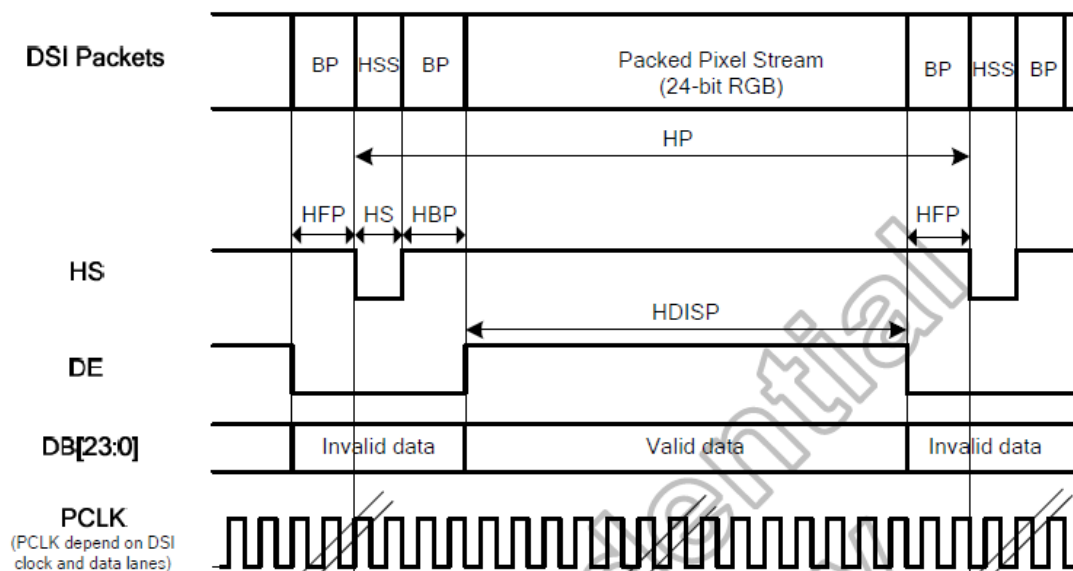 DSI Packets
BP HSS BP Packed Pixel Stream BP HSS BP
(24-bit RGB)
HP
HFP HS HBP HFP
HS
HDISP
DE
DB[23:0] Invalid data Valid data Invalid data
PCLK
(PCLK depend on DSI
clock and data lanes)